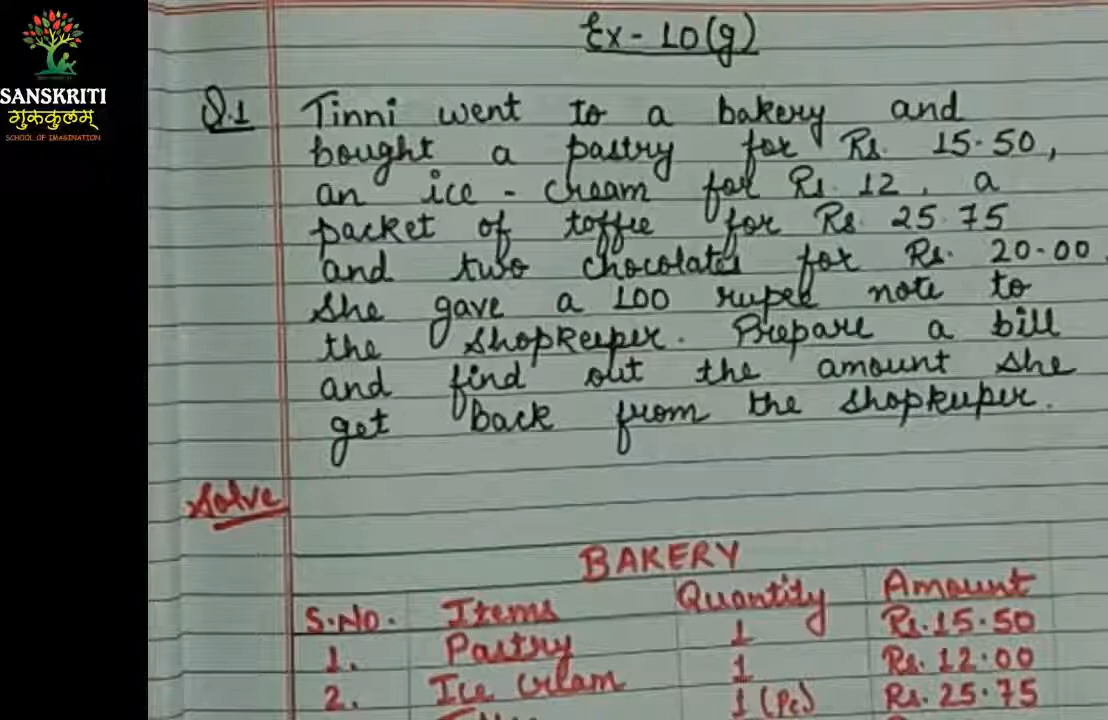 SANSKRITI
गुरुकुलम्
SCHOOL OF IMAGINATION
Ex - 10(g)
Q.1 Tinni went to a bakery and
bought a pastry for Rs. 15.50,
an ice - cream for Rs. 12, a
packet of toffee for Rs. 25.75
and two chocolates for Rs. 20.00.
She gave a 100 rupee note to
the shopkeeper. Prepare a bill
and find out the amount she
get back from the shopkeeper.
Solve
BAKERY
S.No. Items Quantity Amount
1. Pastry 1 Rs. 15.50
2. Ice Cream 1 Rs. 12.00
1 (Pc) Rs. 25.75